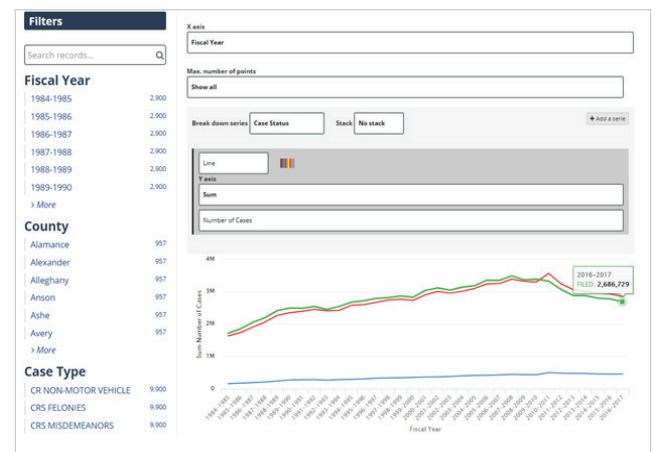 Filters
Search records...
Fiscal Year
1984-1985 2,900
1985-1986 2,900
1986-1987 2,900
1987-1988 2,900
1988-1989 2,900
1989-1990 2,900
> More
County
Alamance 957
Alexander 957
Alleghany 957
Anson 957
Ashe 957
Avery 957
> More
Case Type
CR NON-MOTOR VEHICLE 9,900
CRS FELONIES 9,900
CRS MISDEMEANORS 9,900
X axis
Fiscal Year
Max. number of points
Show all
Break down series Case Status Stack No stack + Add a serie
Line
Y axis
Sum
Number of Cases
4M
3M
2M
1M
0
Sum Number of Cases
2016-2017
FILED: 2,686,729
1984-1985
1985-1986
1986-1987
1987-1988
1988-1989
1989-1990
1990-1991
1991-1992
1992-1993
1993-1994
1994-1995
1995-1996
1996-1997
1997-1998
1998-1999
1999-2000
2000-2001
2001-2002
2002-2003
2003-2004
2004-2005
2005-2006
2006-2007
2007-2008
2008-2009
2009-2010
2010-2011
2011-2012
2012-2013
2013-2014
2014-2015
2015-2016
2016-2017
Fiscal Year